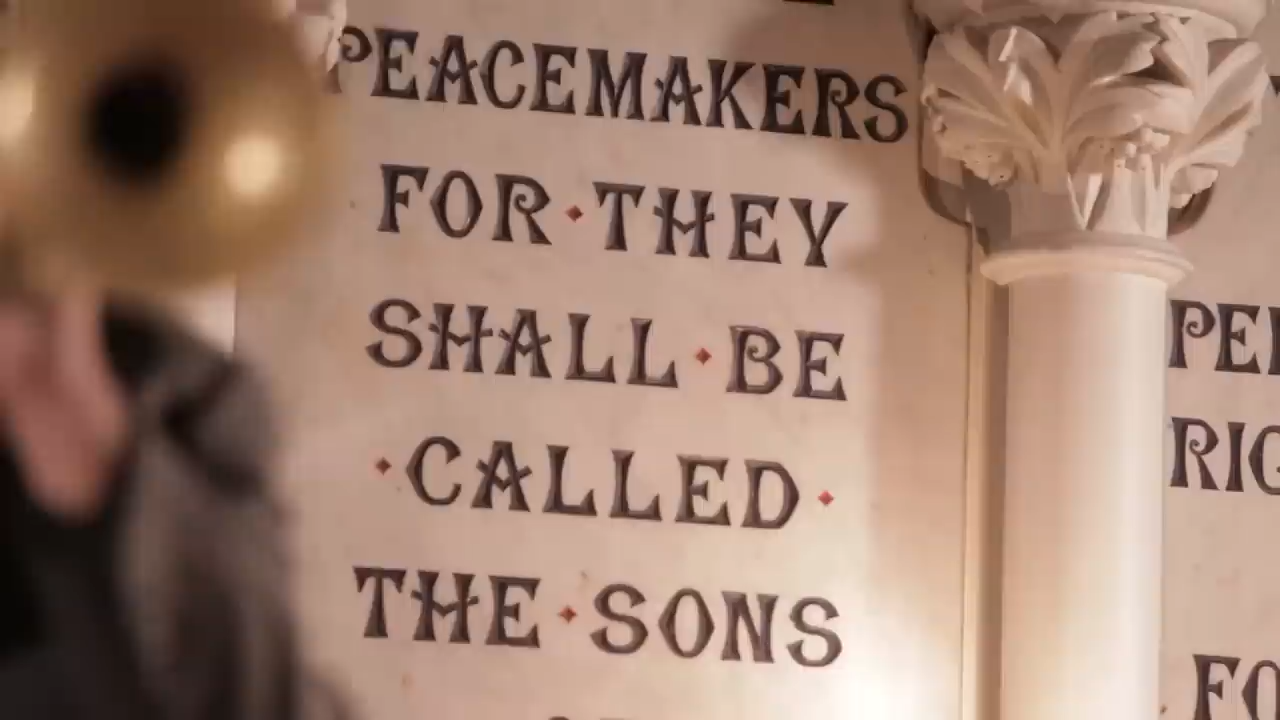 PEACEMAKERS
FOR · THEY
SHALL · BE
· CALLED ·
THE · SONS